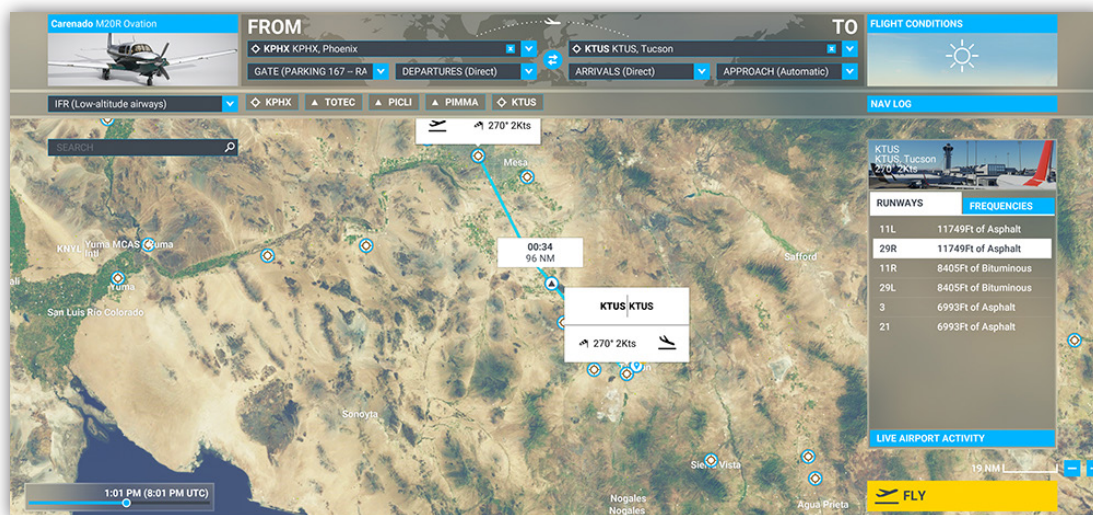 Carenado M20R Ovation
FROM
TO
FLIGHT CONDITIONS
KPHX KPHX, Phoenix
KTUS KTUS, Tucson
GATE (PARKING 167 – RA
DEPARTURES (Direct)
ARRIVALS (Direct)
APPROACH (Automatic)
IFR (Low-altitude airways)
KPHX
TOTEC
PICLI
PIMMA
KTUS
NAV LOG
SEARCH
270° 2Kts
Mesa
KTUS
KTUS, Tucson
270° 2Kts
RUNWAYS
FREQUENCIES
11L 11749Ft of Asphalt
29R 11749Ft of Asphalt
11R 8405Ft of Bituminous
29L 8405Ft of Bituminous
3 6993Ft of Asphalt
21 6993Ft of Asphalt
KNYL Yuma MCAS Yuma
Intl
Yuma
San Luis Río Colorado
00:34
96 NM
Safford
KTUS KTUS
270° 2Kts
Sonoyta
Sierra Vista
Nogales
Nogales
Agua Prieta
LIVE AIRPORT ACTIVITY
19 NM
1:01 PM (8:01 PM UTC)
FLY